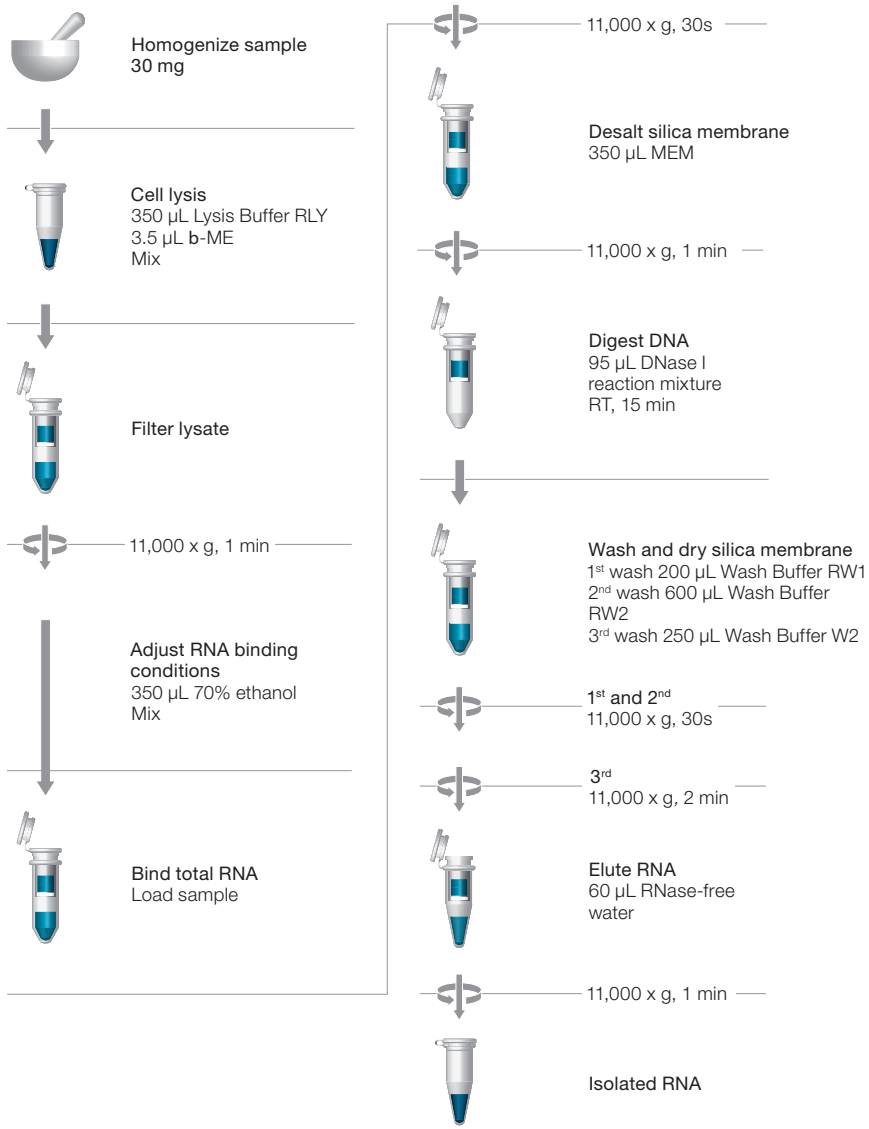 Homogenize sample
30 mg
Cell lysis
350 µL Lysis Buffer RLY
3.5 µL b-ME
Mix
Filter lysate
11,000 x g, 1 min
Adjust RNA binding
conditions
350 µL 70% ethanol
Mix
Bind total RNA
Load sample
11,000 x g, 30s
Desalt silica membrane
350 µL MEM
11,000 x g, 1 min
Digest DNA
95 µL DNase I
reaction mixture
RT, 15 min
Wash and dry silica membrane
1st wash 200 µL Wash Buffer RW1
2nd wash 600 µL Wash Buffer
RW2
3rd wash 250 µL Wash Buffer W2
1st and 2nd
11,000 x g, 30s
3rd
11,000 x g, 2 min
Elute RNA
60 µL RNase-free
water
11,000 x g, 1 min
Isolated RNA